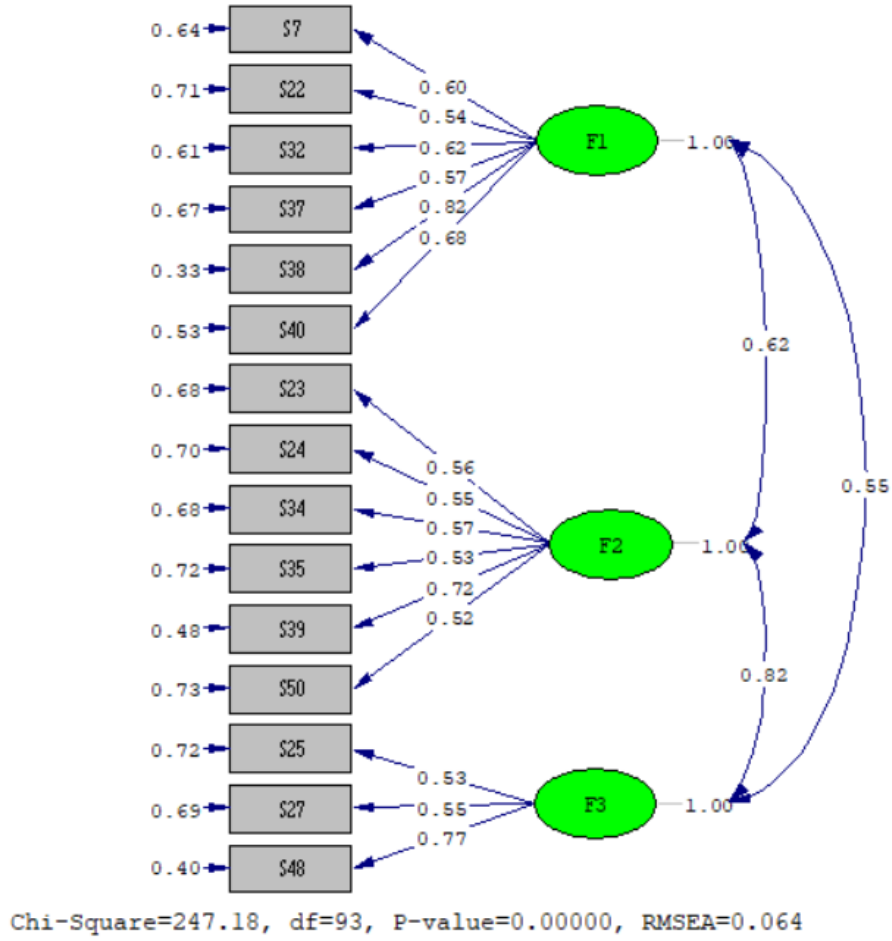 0.64 S7
0.60
0.71 S22
0.54
0.61 S32 F1 1.00
0.62
0.67 S37
0.57
0.82
0.33 S38
0.68
0.53 S40
0.62
0.68 S23
0.56
0.70 S24
0.55
0.55
0.68 S34
0.57
F2 1.00
0.72 S35
0.53
0.72
0.48 S39
0.52
0.82
0.73 S50
0.72 S25
0.53
0.69 S27
0.55
F3 1.00
0.77
0.40 S48
Chi-Square=247.18, df=93, P-value=0.00000, RMSEA=0.064